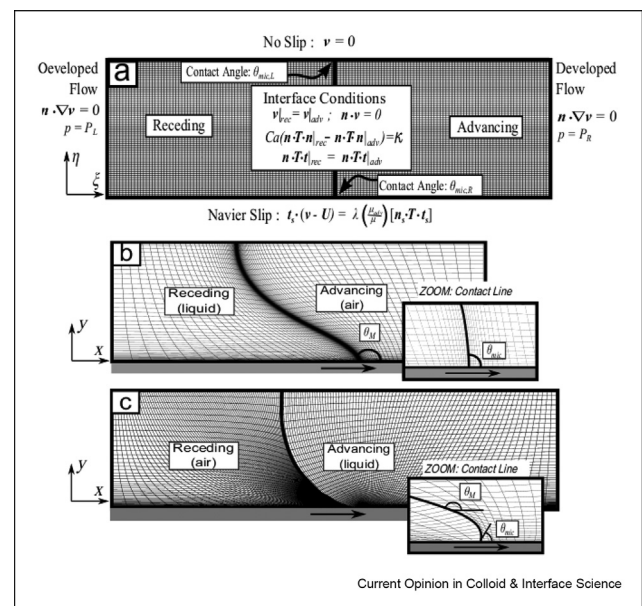 No Slip : v = 0
a
Oeveloped Flow
n·∇v = 0
p = P_L
Contact Angle: θ_mic,L
Developed Flow
n·∇v = 0
p = P_R
Receding
Interface Conditions
v|_rec = v|_adv ; n·v = 0
Ca(n·T·n|_rec − n·T·n|_adv) = κ
n·T·t|_rec = n·T·t|_adv
Advancing
η
ξ
Contact Angle: θ_mic,R
Navier Slip : t_s·(v - U) = λ (μ_adv/μ) [n_s·T·t_s]
b
Receding
(liquid)
Advancing
(air)
θ_M
y
x
ZOOM: Contact Line
θ_mic
c
Receding
(air)
Advancing
(liquid)
y
x
ZOOM: Contact Line
θ_M
θ_mic
Current Opinion in Colloid & Interface Science